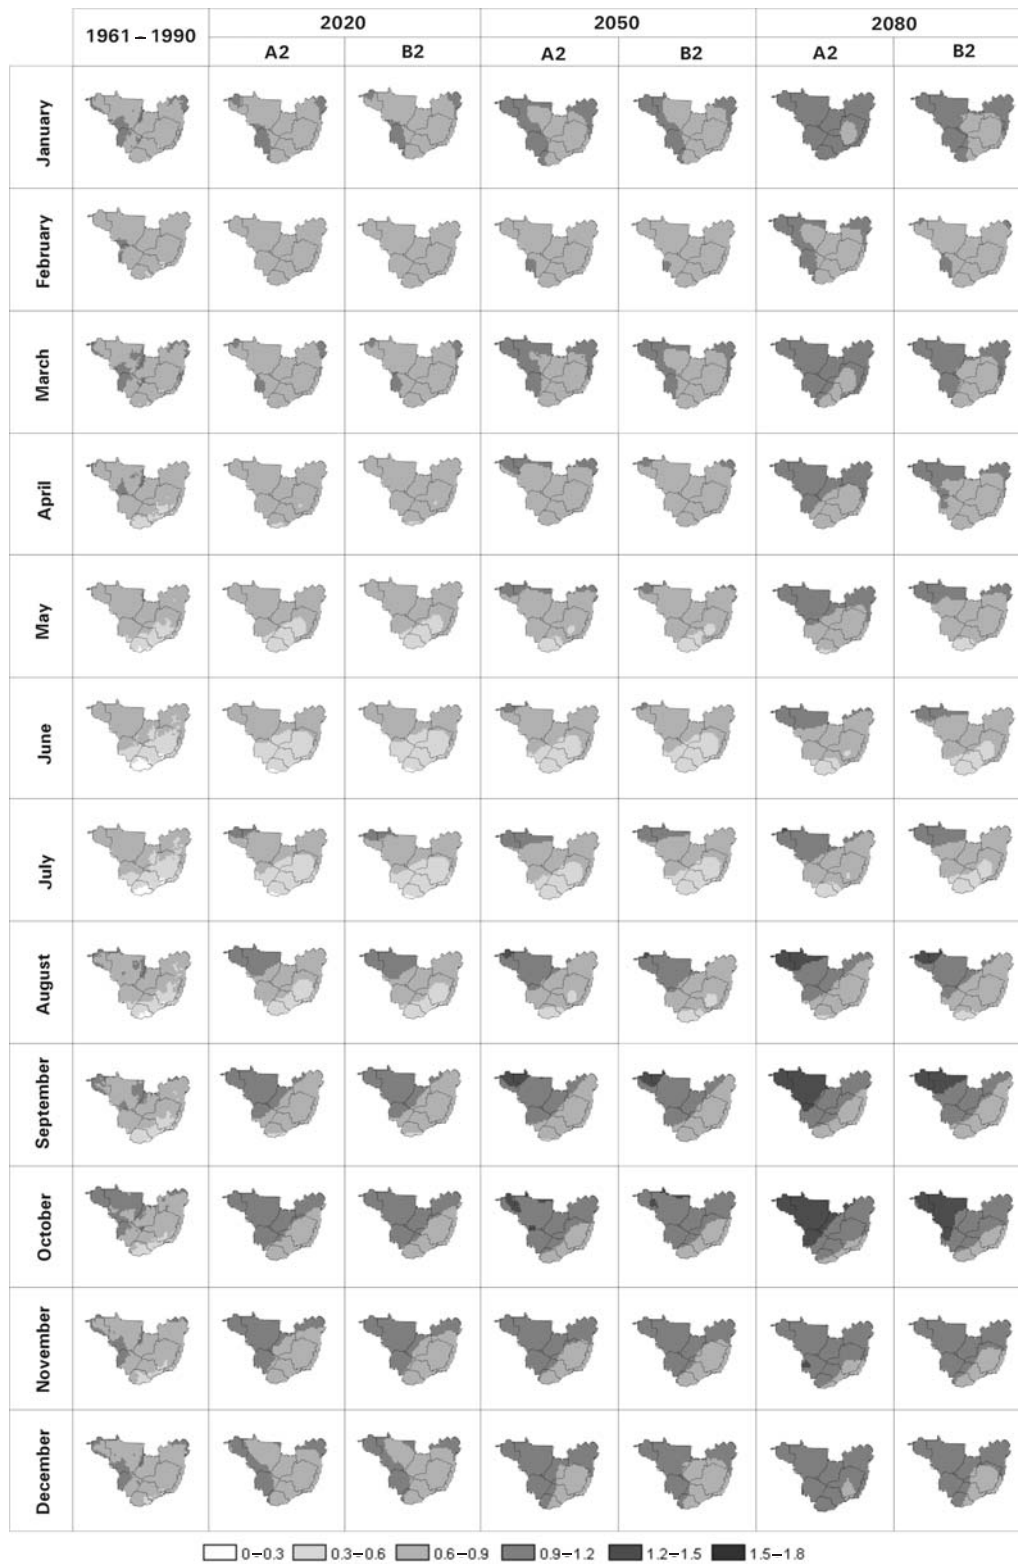 1961–1990 2020 2050 2080
A2 B2 A2 B2 A2 B2
January
February
March
April
May
June
July
August
September
October
November
December
0–0.3 0.3–0.6 0.6–0.9 0.9–1.2 1.2–1.5 1.5–1.8